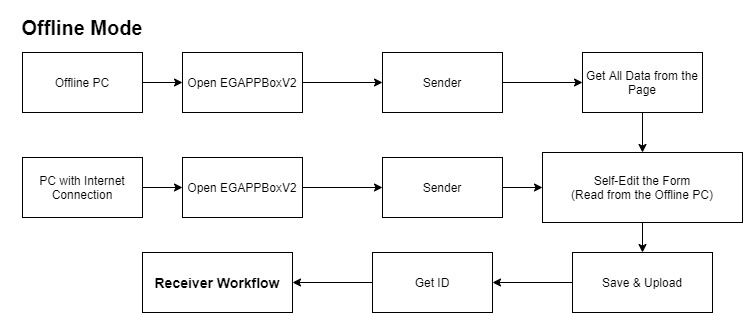 Offline Mode
Offline PC
Open EGAPPBoxV2
Sender
Get All Data from the
Page
PC with Internet
Connection
Open EGAPPBoxV2
Sender
Self-Edit the Form
(Read from the Offline PC)
Receiver Workflow
Get ID
Save & Upload